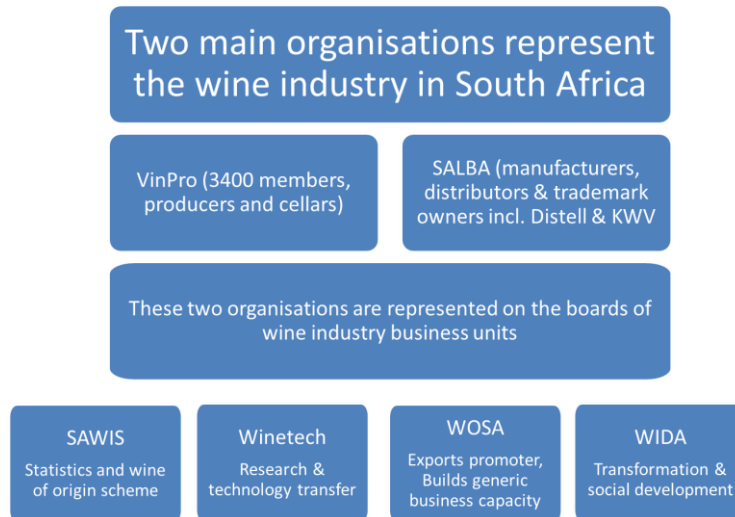 Two main organisations represent
the wine industry in South Africa
VinPro (3400 members,
producers and cellars)
SALBA (manufacturers,
distributors & trademark
owners incl. Distell & KWV
These two organisations are represented on the boards of
wine industry business units
SAWIS
Statistics and wine
of origin scheme
Winetech
Research &
technology transfer
WOSA
Exports promoter,
Builds generic
business capacity
WIDA
Transformation &
social development